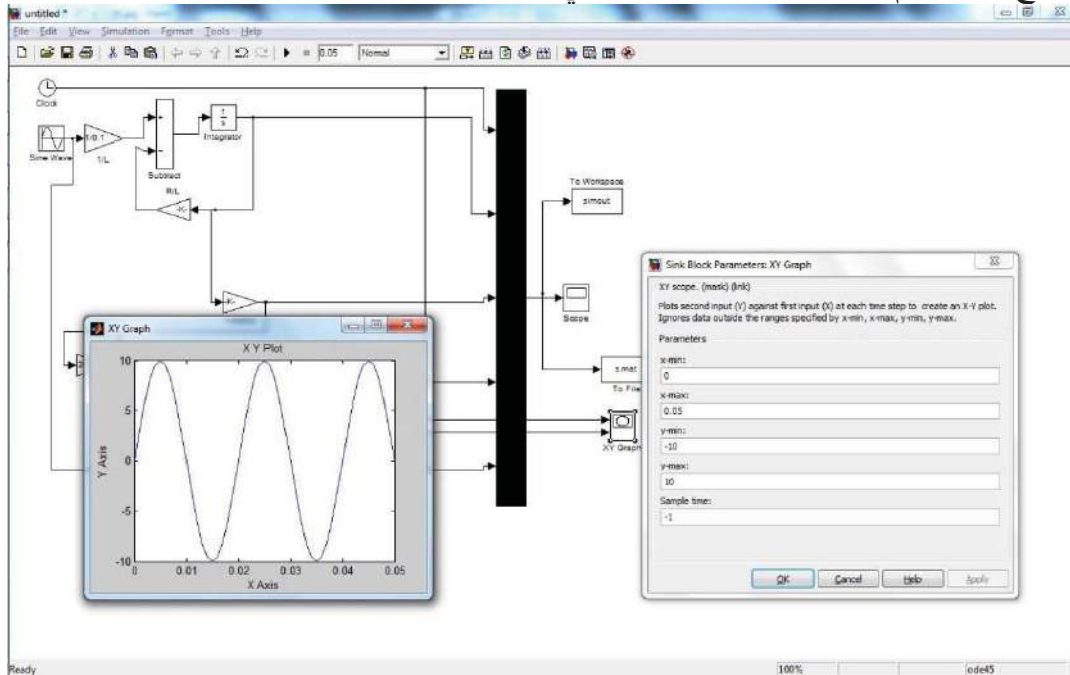 untitled *
File Edit View Simulation Format Tools Help
0.05 Normal
Clock
Sine Wave
1/0.1
1/L
Subtract
1
s
Integrator
R/L
-K-
-K-
To Workspace
simout
Scope
s.mat
To File
XY Graph
XY Graph
X Y Plot
10
5
0
-5
-10
Y Axis
0 0.01 0.02 0.03 0.04 0.05
X Axis
Sink Block Parameters: XY Graph
XY scope. (mask) (link)
Plots second input (Y) against first input (X) at each time step to create an X-Y plot.
Ignores data outside the ranges specified by x-min, x-max, y-min, y-max.
Parameters
x-min:
0
x-max:
0.05
y-min:
-10
y-max:
10
Sample time:
-1
OK Cancel Help Apply
Ready 100% ode45